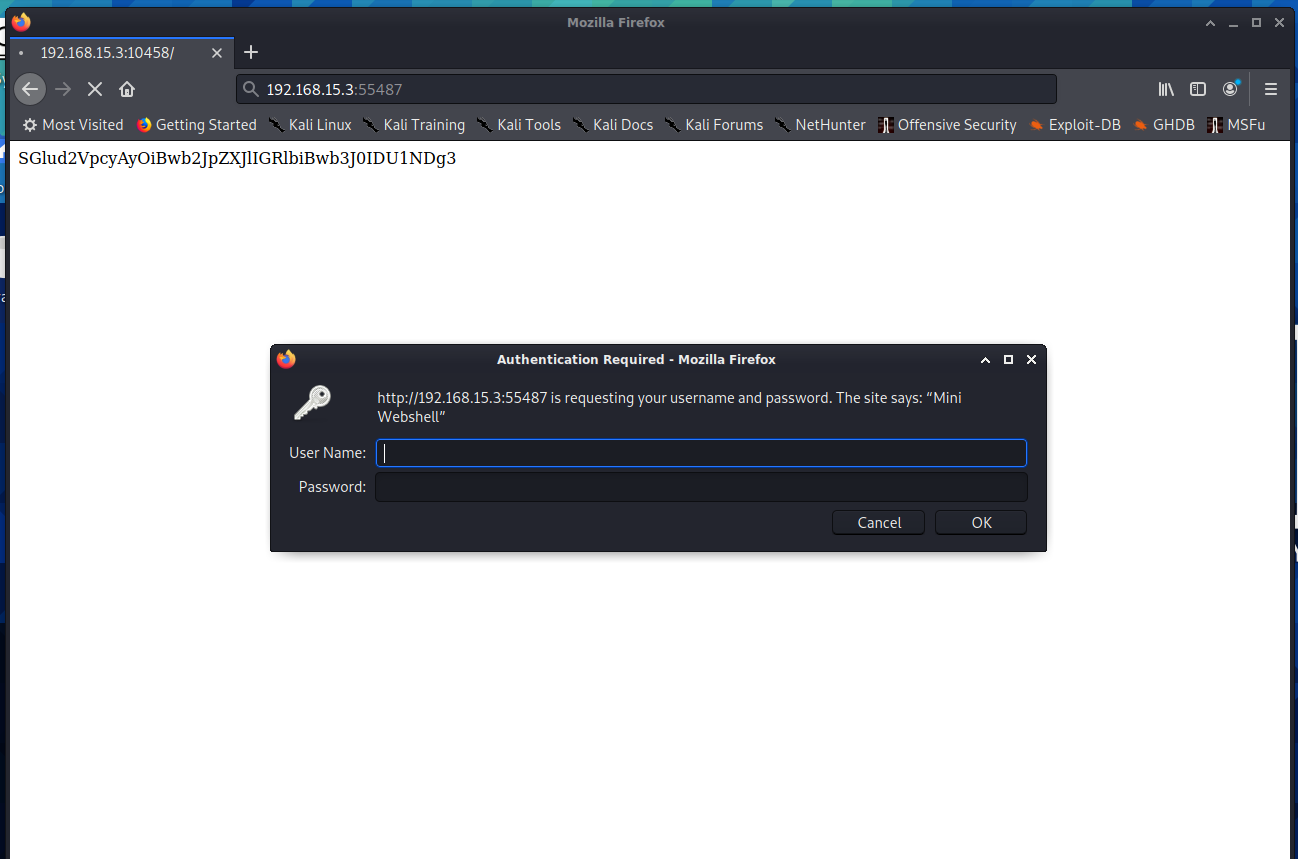 Mozilla Firefox
192.168.15.3:10458/
192.168.15.3:55487
Most Visited Getting Started Kali Linux Kali Training Kali Tools Kali Docs Kali Forums NetHunter Offensive Security Exploit-DB GHDB MSFu
SGlud2VpcyAyOiBwb2JpZXJlIGRlbiBwb3J0IDU1NDg3
Authentication Required - Mozilla Firefox
http://192.168.15.3:55487 is requesting your username and password. The site says: “Mini
Webshell”
User Name:
Password:
Cancel OK